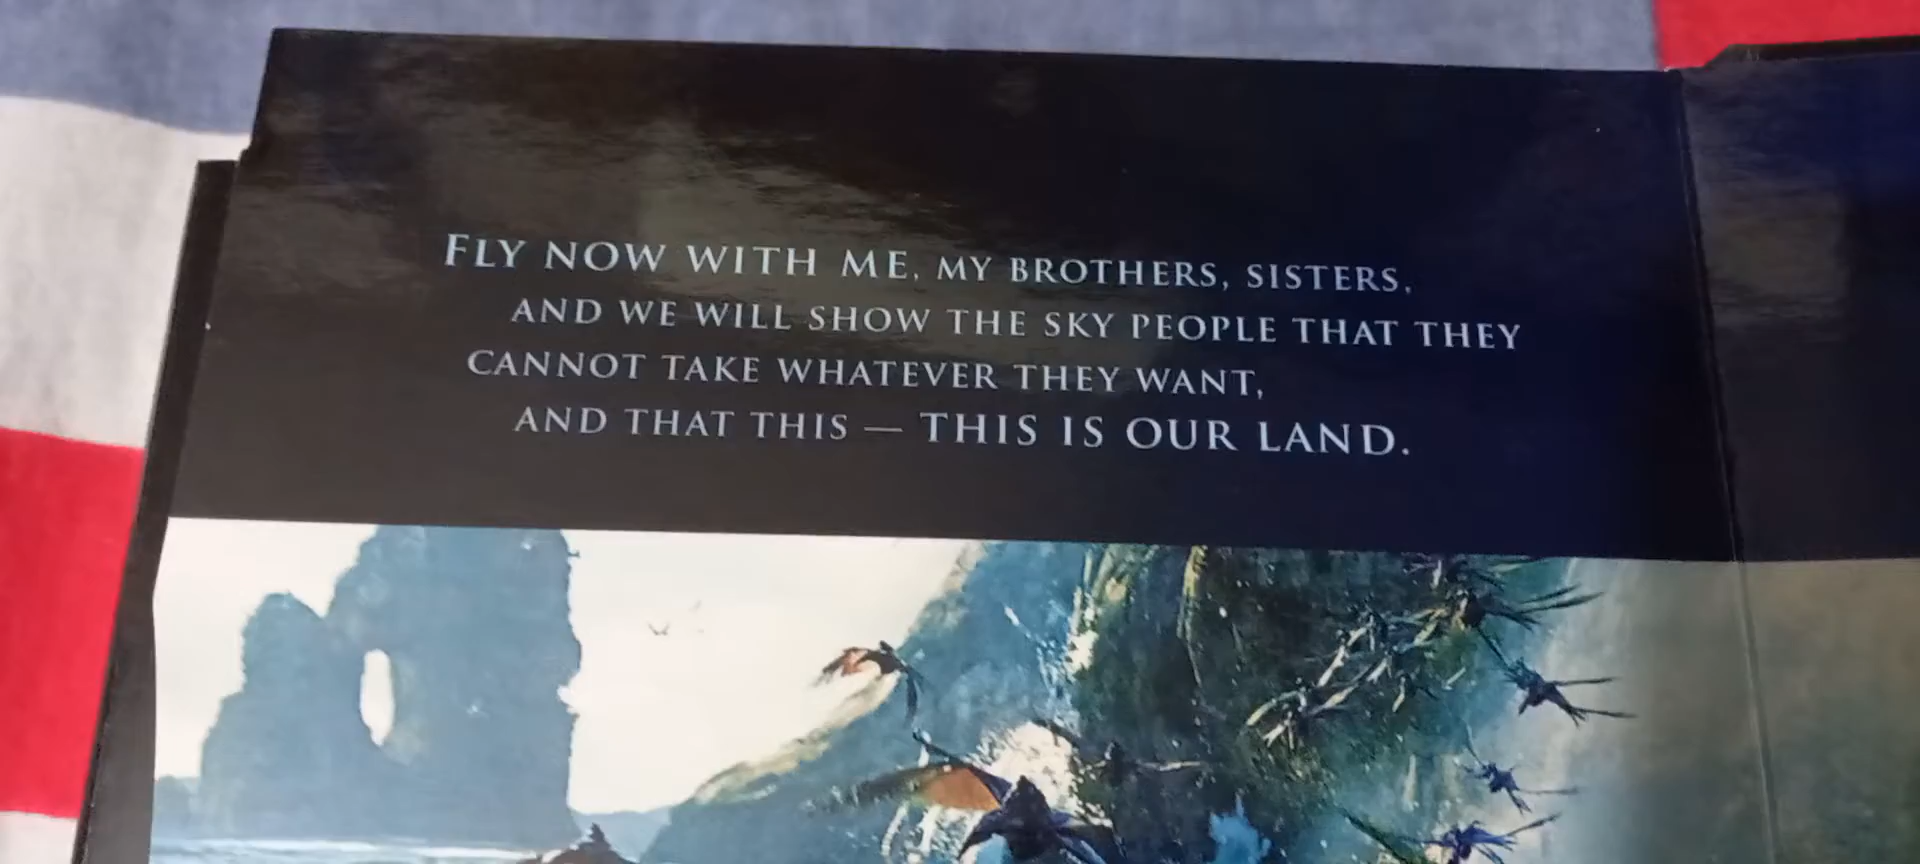 FLY NOW WITH ME, MY BROTHERS, SISTERS,
AND WE WILL SHOW THE SKY PEOPLE THAT THEY
CANNOT TAKE WHATEVER THEY WANT,
AND THAT THIS — THIS IS OUR LAND.